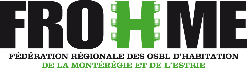 FROHME
FÉDÉRATION RÉGIONALE DES OSBL D'HABITATION
DE LA MONTÉRÉGIE ET DE L'ESTRIE